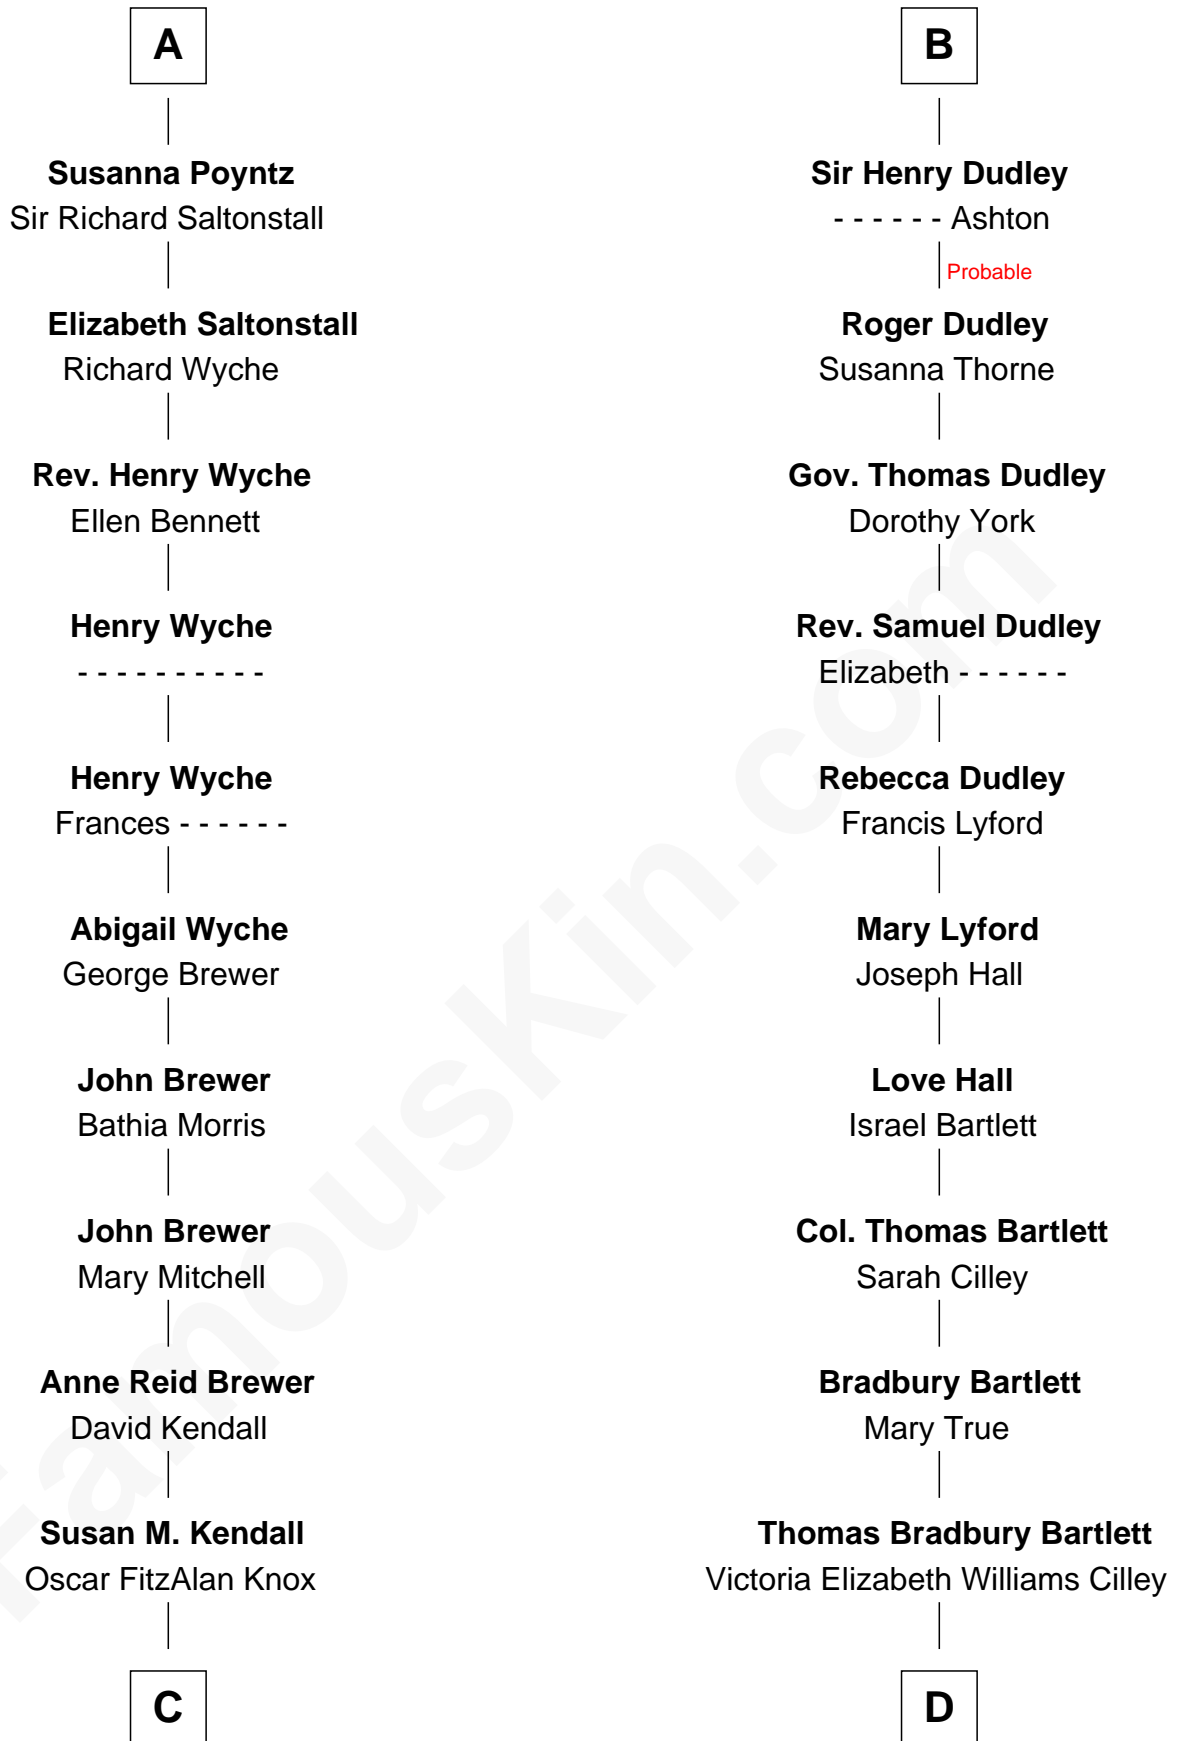 A
Susanna Poyntz
Sir Richard Saltonstall
Elizabeth Saltonstall
Richard Wyche
Rev. Henry Wyche
Ellen Bennett
Henry Wyche
- - - - - - - - - -
Henry Wyche
Frances - - - - - -
Abigail Wyche
George Brewer
John Brewer
Bathia Morris
John Brewer
Mary Mitchell
Anne Reid Brewer
David Kendall
Susan M. Kendall
Oscar FitzAlan Knox
C
B
Sir Henry Dudley
- - - - - - Ashton
Probable
Roger Dudley
Susanna Thorne
Gov. Thomas Dudley
Dorothy York
Rev. Samuel Dudley
Elizabeth - - - - - -
Rebecca Dudley
Francis Lyford
Mary Lyford
Joseph Hall
Love Hall
Israel Bartlett
Col. Thomas Bartlett
Sarah Cilley
Bradbury Bartlett
Mary True
Thomas Bradbury Bartlett
Victoria Elizabeth Williams Cilley
D
FamousKin.com